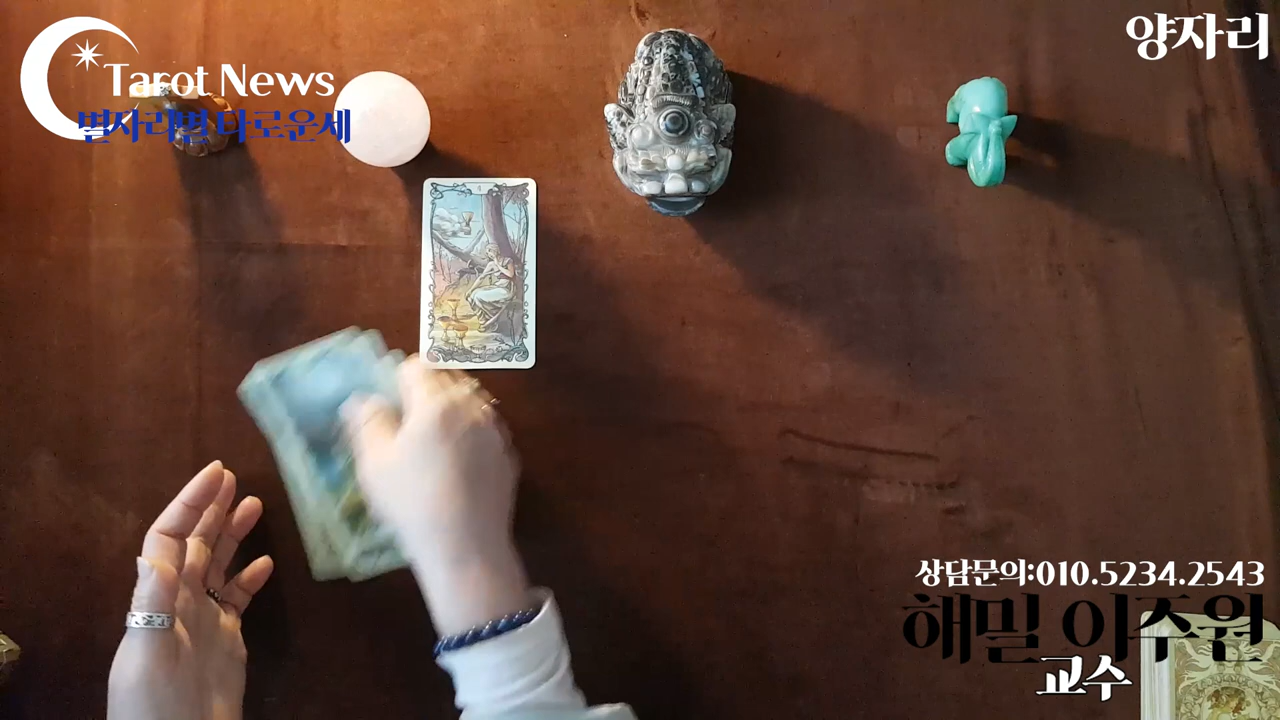 양자리
Tarot News
별자리별 타로운세
상담문의:010.5234.2543
해밀 이주원
교수